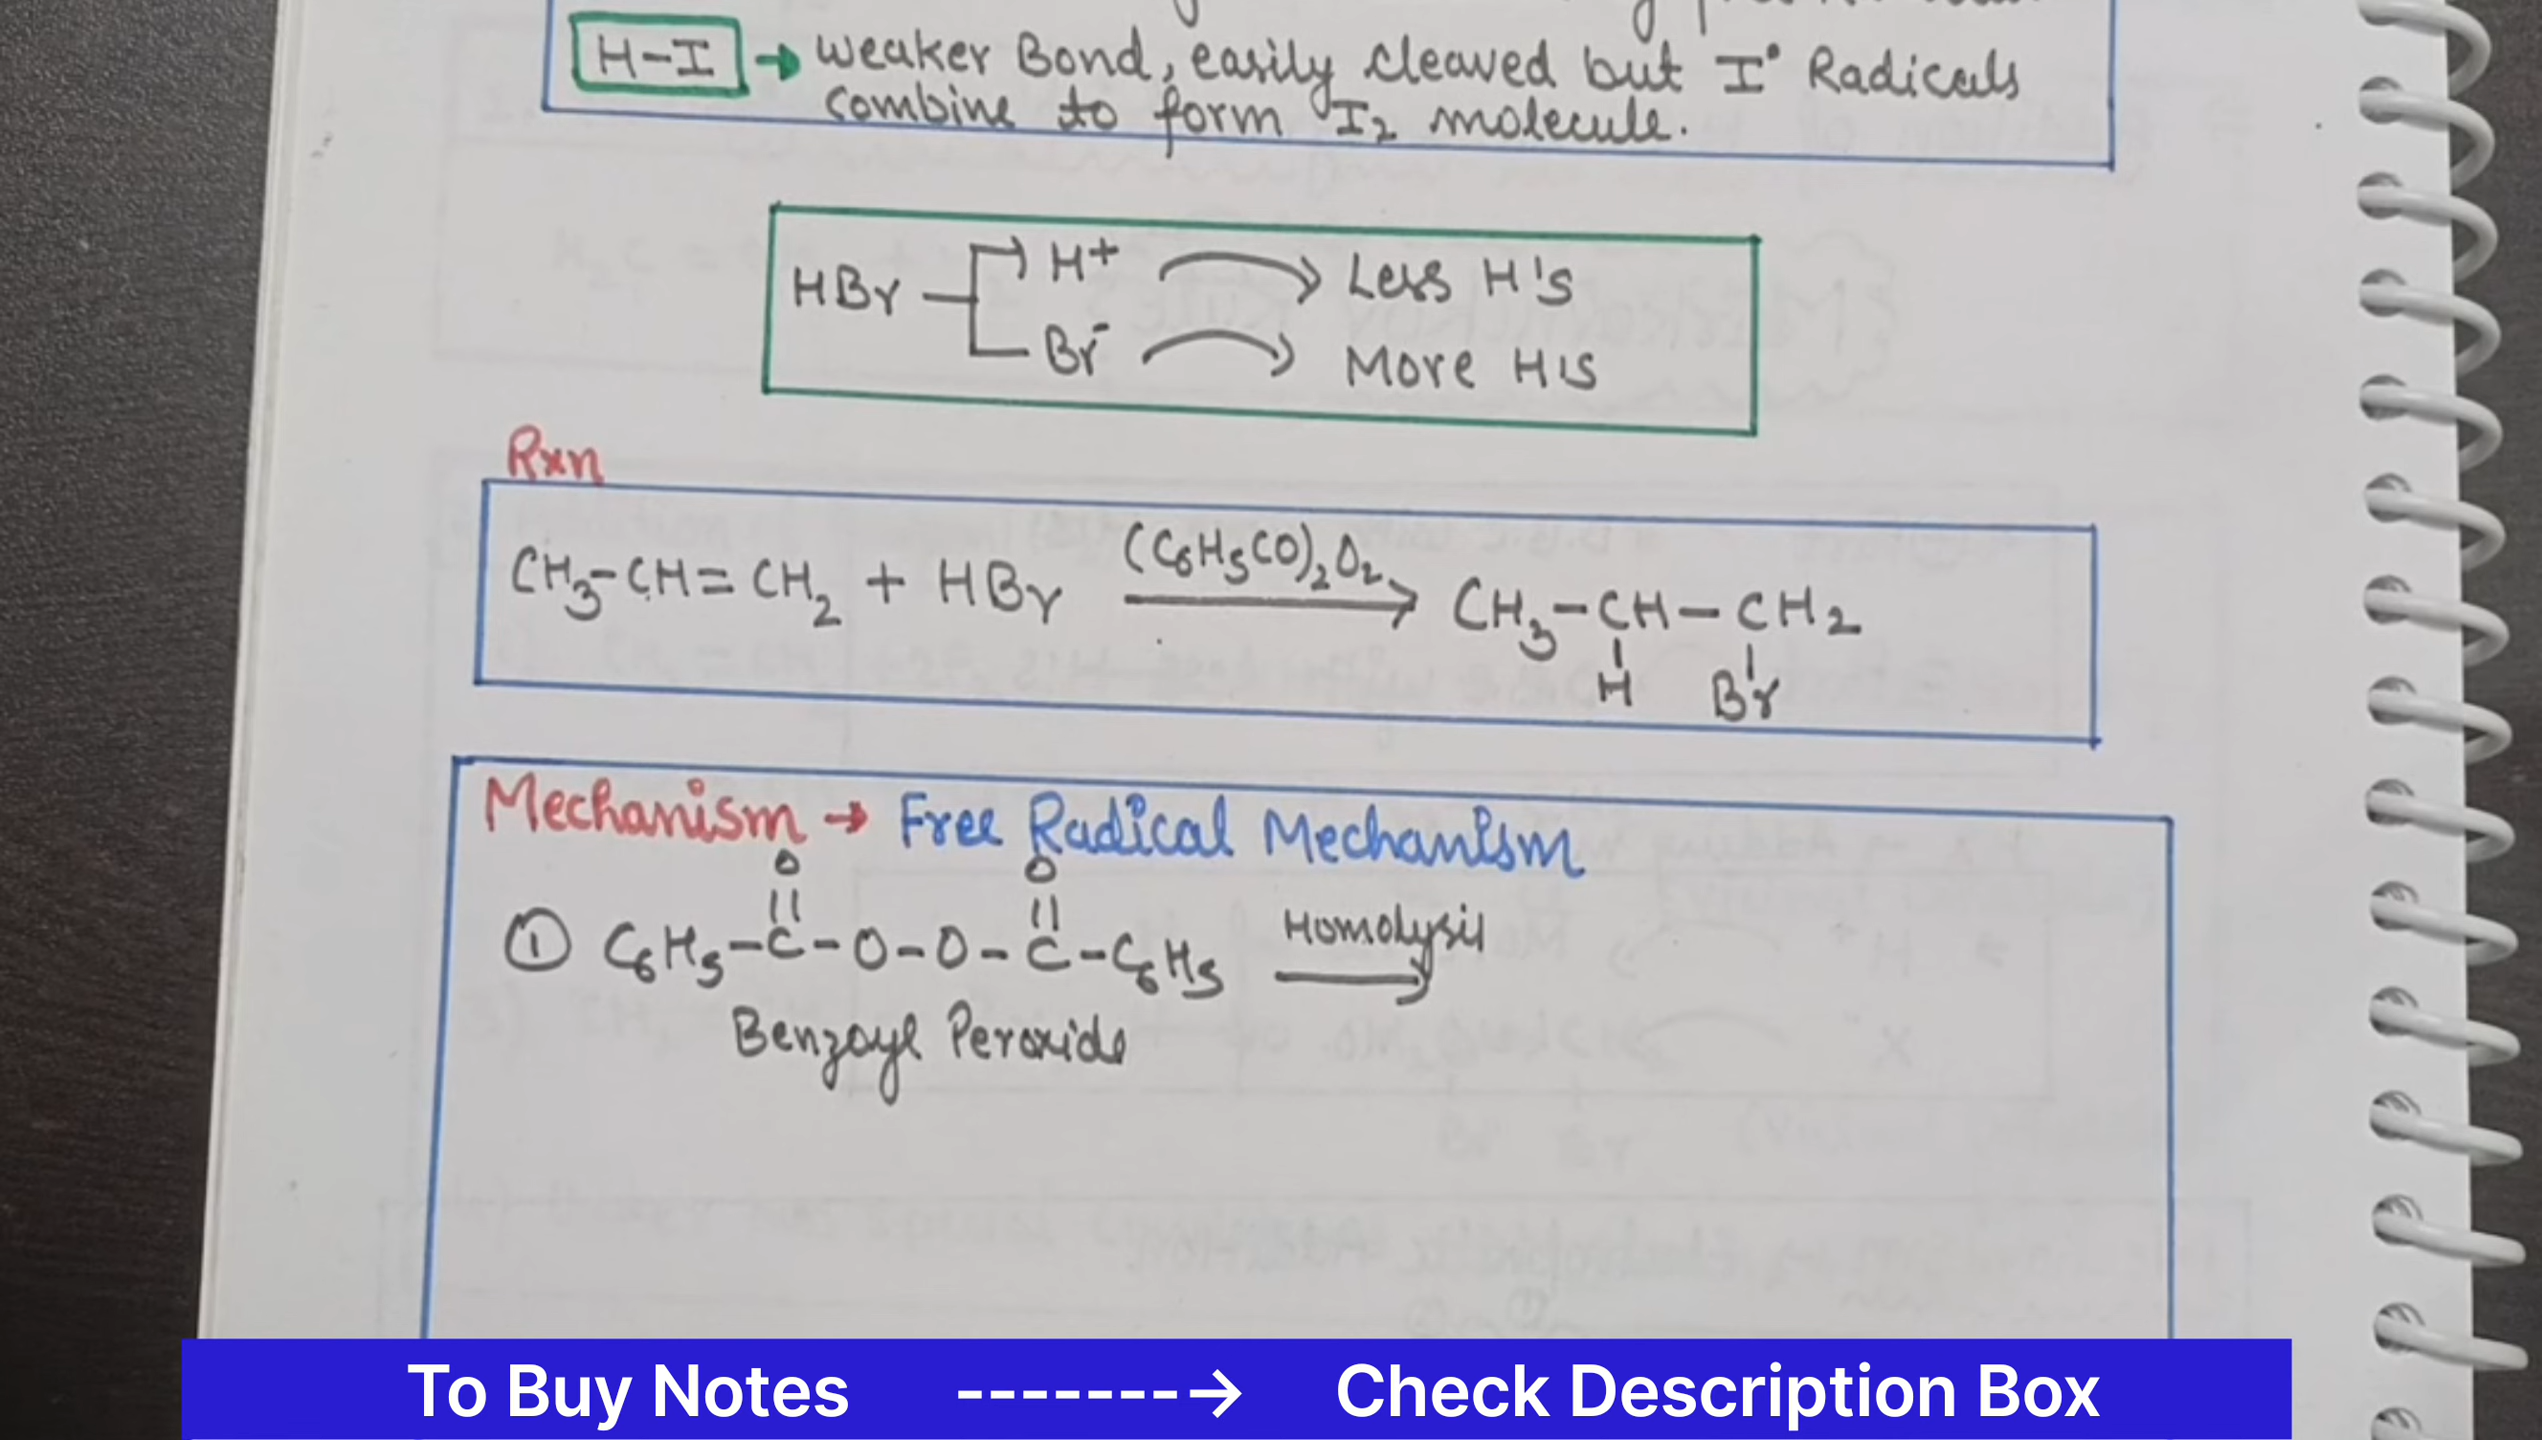 H-I → weaker Bond, easily cleaved but I• Radicals
combine to form I₂ molecule.
HBr
H⁺ → Less H's
Br⁻ → More H's
Rxn
CH₃-CH=CH₂ + HBr (C₆H₅CO)₂O₂ → CH₃-CH-CH₂
H Br
Mechanism → Free Radical Mechanism
O O
① C₆H₅-C-O-O-C-C₆H₅ Homolysis →
Benzoyl Peroxide
To Buy Notes -------→ Check Description Box